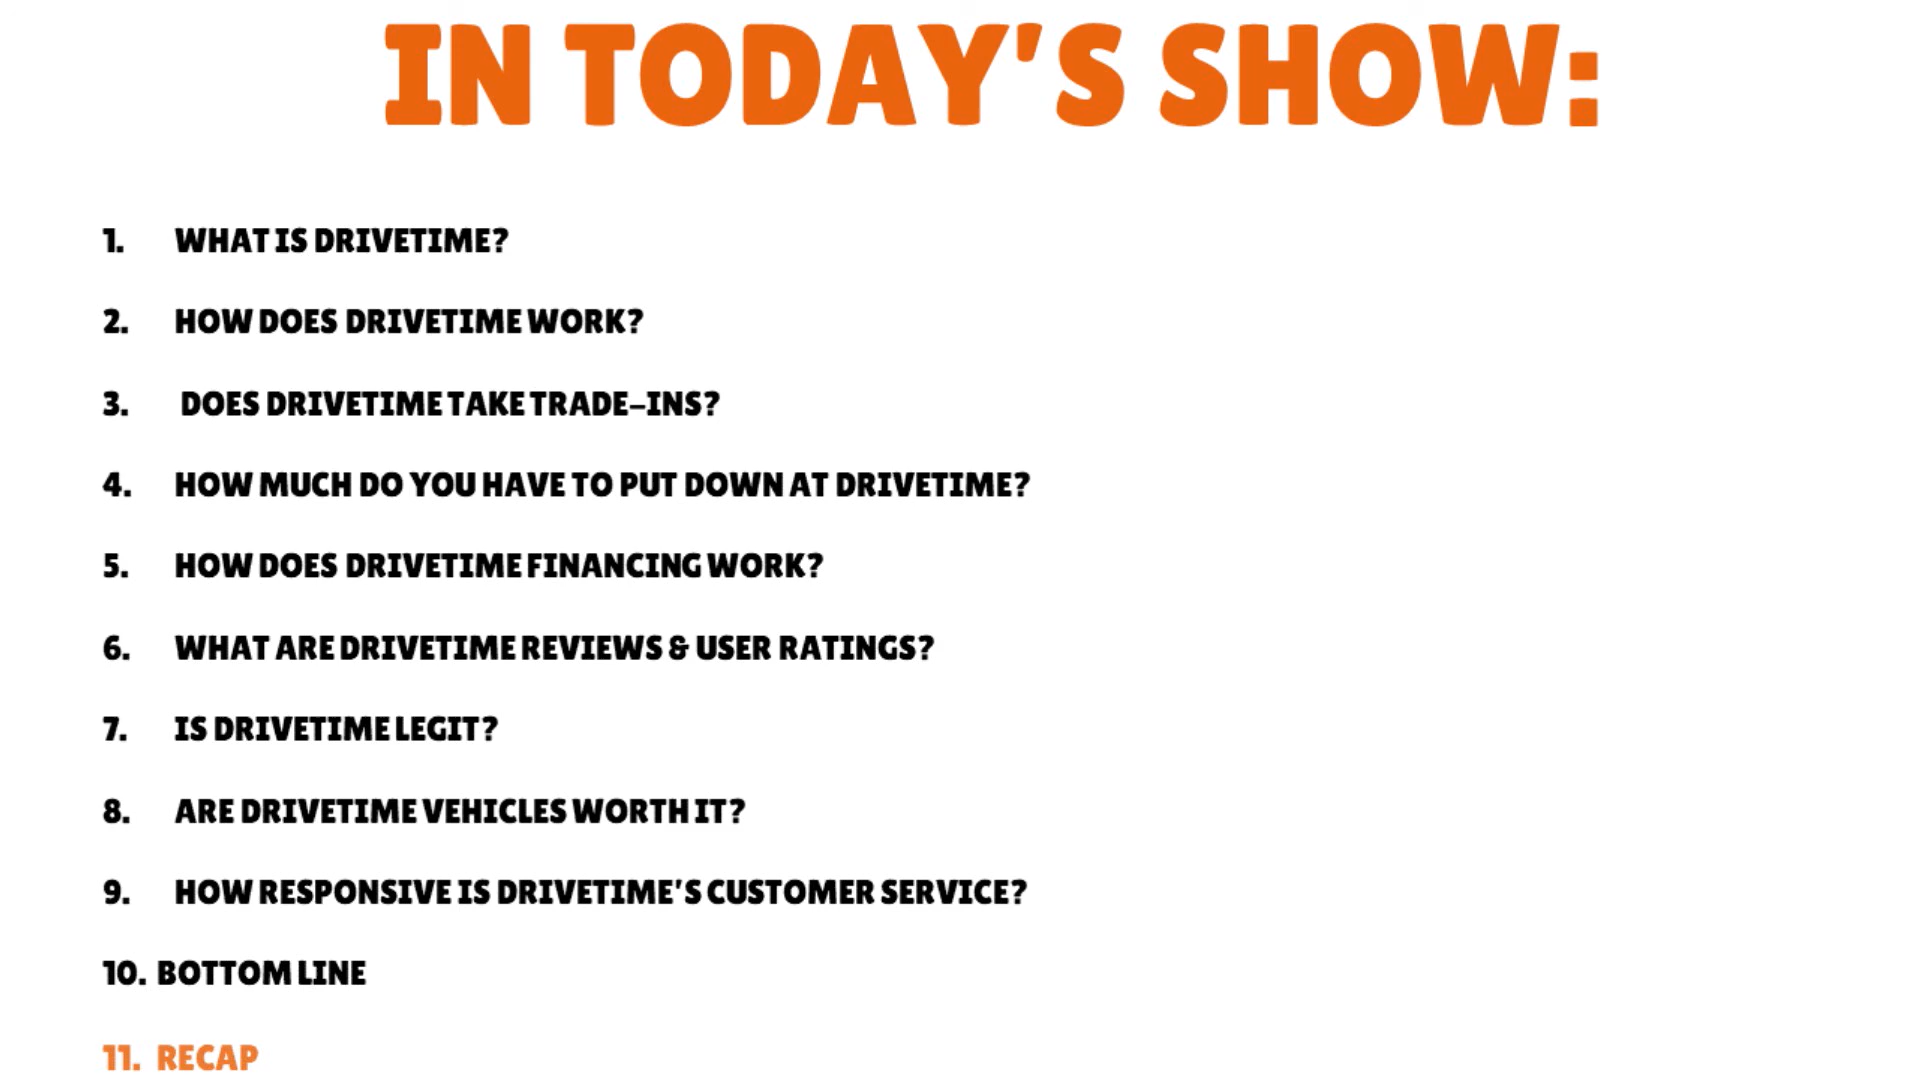 IN TODAY'S SHOW:
1. WHAT IS DRIVETIME?
2. HOW DOES DRIVETIME WORK?
3. DOES DRIVETIME TAKE TRADE-INS?
4. HOW MUCH DO YOU HAVE TO PUT DOWN AT DRIVETIME?
5. HOW DOES DRIVETIME FINANCING WORK?
6. WHAT ARE DRIVETIME REVIEWS & USER RATINGS?
7. IS DRIVETIME LEGIT?
8. ARE DRIVETIME VEHICLES WORTH IT?
9. HOW RESPONSIVE IS DRIVETIME'S CUSTOMER SERVICE?
10. BOTTOM LINE
11. RECAP